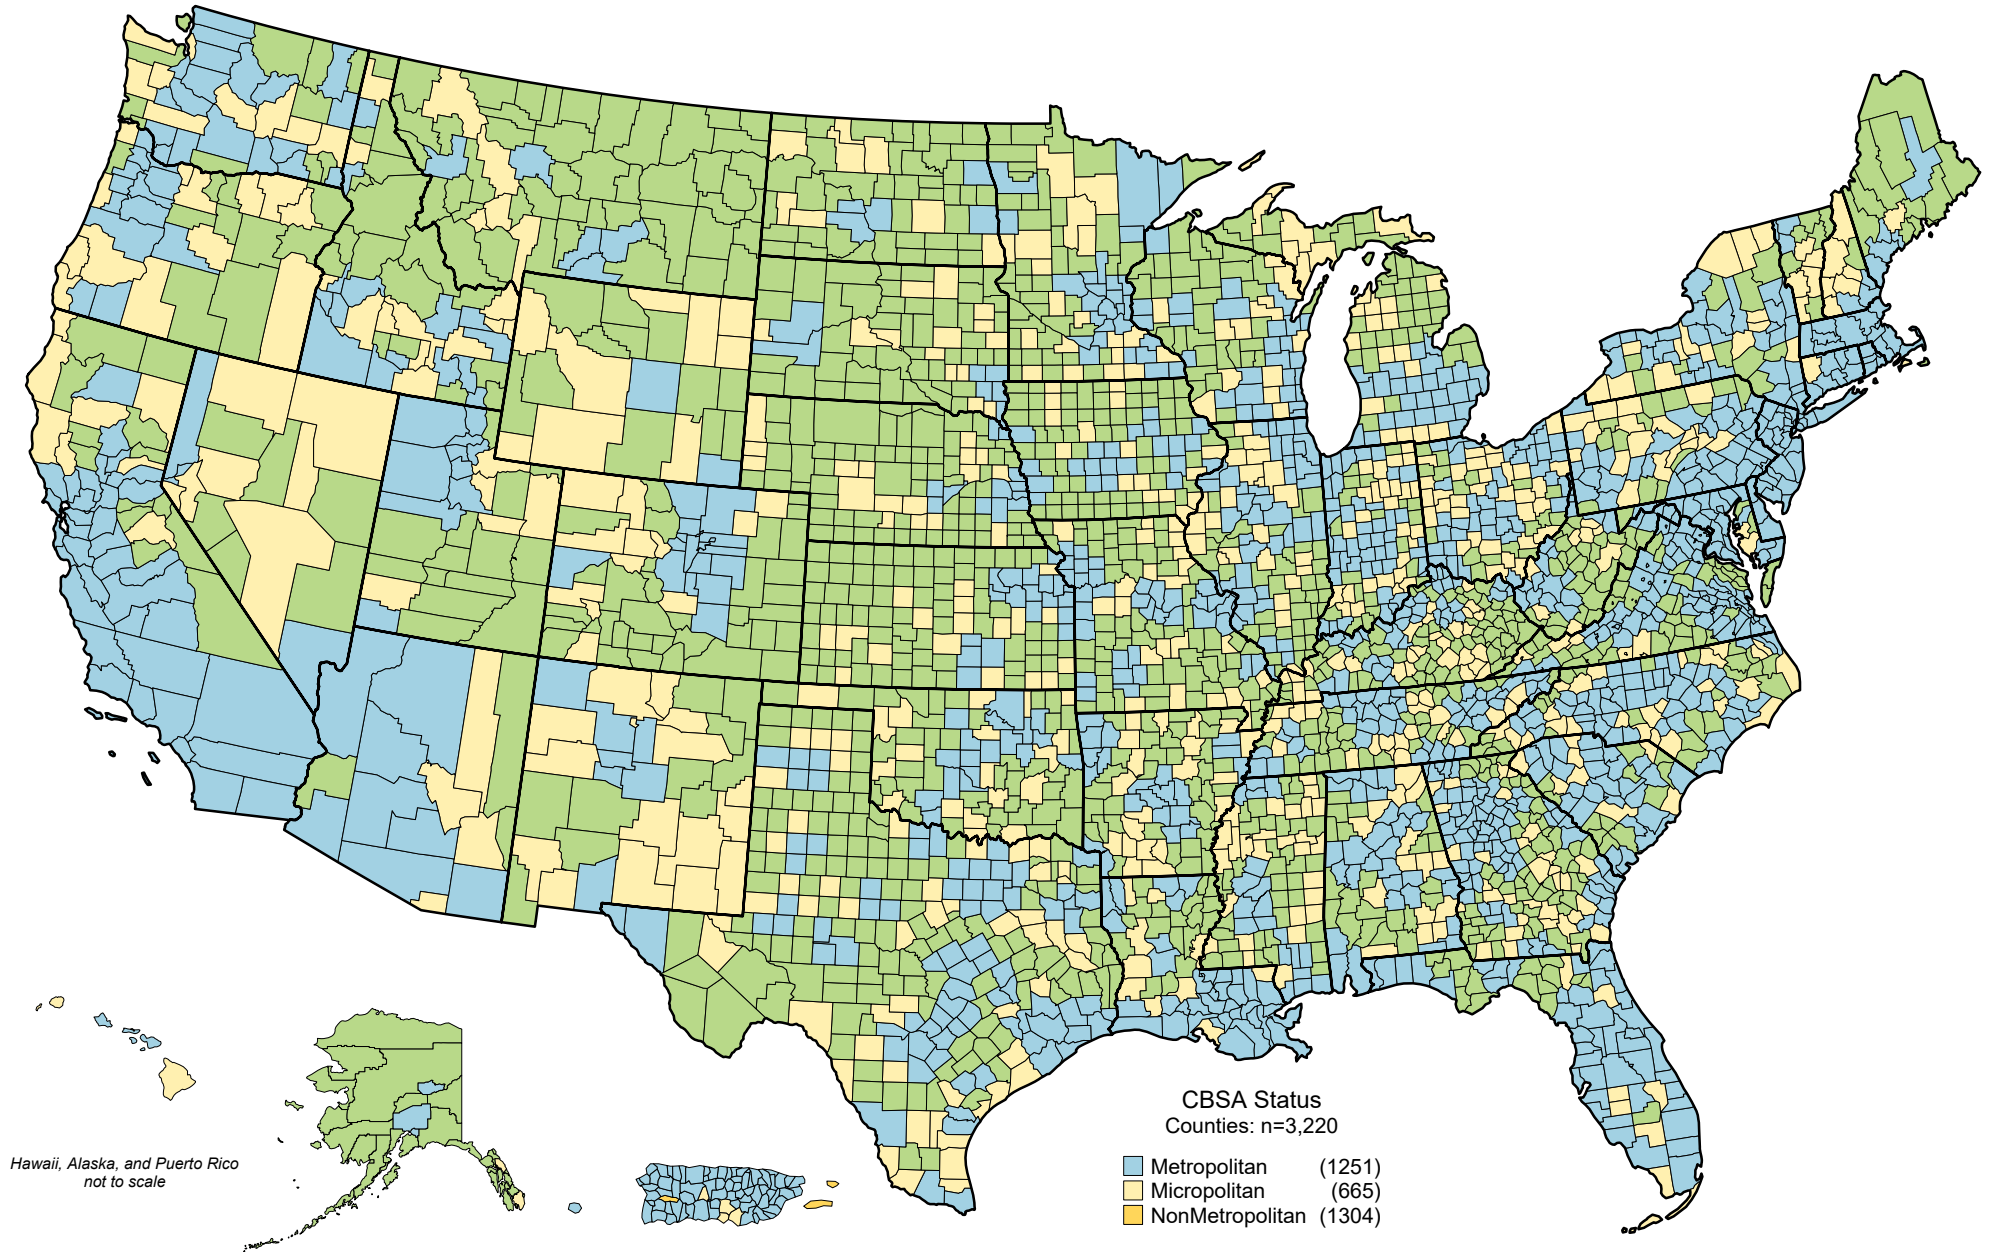 CBSA Status
Counties: n=3,220
Metropolitan (1251)
Micropolitan (665)
NonMetropolitan (1304)
Hawaii, Alaska, and Puerto Rico
not to scale